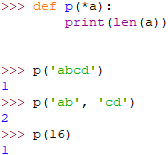 >>> def p(*a):
        print(len(a))
>>> p('abcd')
1
>>> p('ab', 'cd')
2
>>> p(16)
1